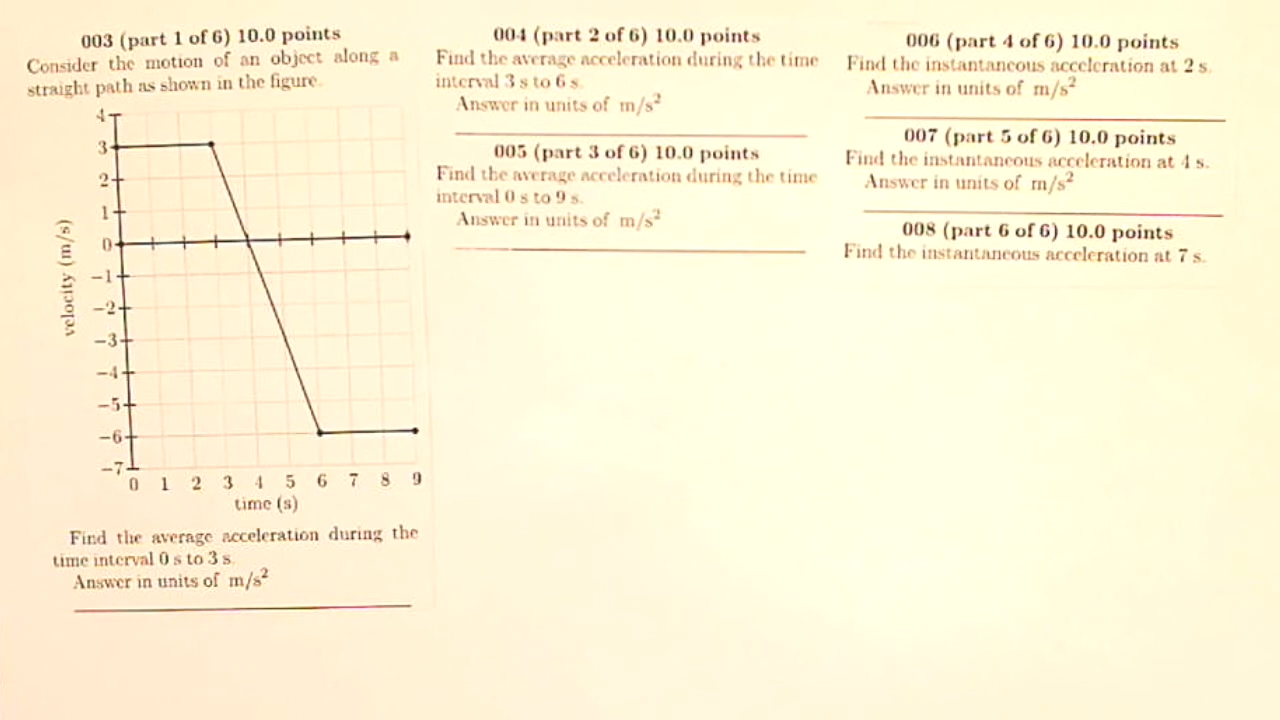 003 (part 1 of 6) 10.0 points
Consider the motion of an object along a
straight path as shown in the figure.
4
3
2
1
0
−1
−2
−3
−4
−5
−6
−7
velocity (m/s)
0 1 2 3 4 5 6 7 8 9
time (s)
Find the average acceleration during the
time interval 0 s to 3 s.
Answer in units of m/s²
004 (part 2 of 6) 10.0 points
Find the average acceleration during the time
interval 3 s to 6 s.
Answer in units of m/s²
005 (part 3 of 6) 10.0 points
Find the average acceleration during the time
interval 0 s to 9 s.
Answer in units of m/s²
006 (part 4 of 6) 10.0 points
Find the instantaneous acceleration at 2 s.
Answer in units of m/s²
007 (part 5 of 6) 10.0 points
Find the instantaneous acceleration at 4 s.
Answer in units of m/s²
008 (part 6 of 6) 10.0 points
Find the instantaneous acceleration at 7 s.